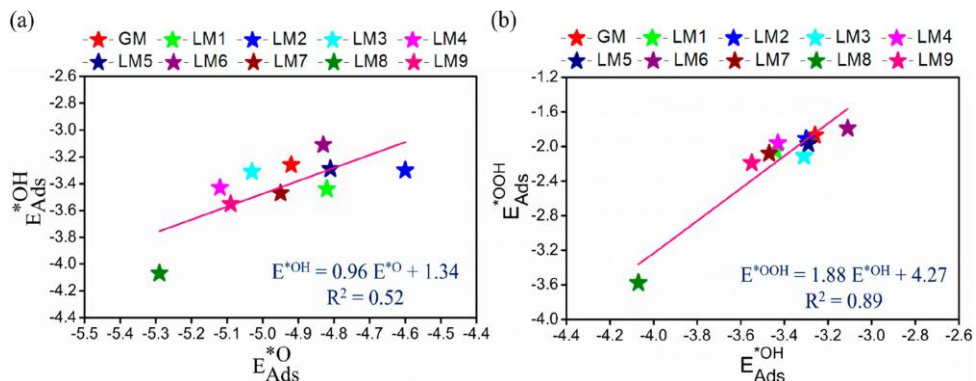 (a)
GM LM1 LM2 LM3 LM4
LM5 LM6 LM7 LM8 LM9
-2.6
-2.8
-3.0
-3.2
-3.4
-3.6
-3.8
-4.0
-4.2
-4.4
E*OH Ads
E*OH = 0.96 E*O + 1.34
R2 = 0.52
-5.5 -5.4 -5.3 -5.2 -5.1 -5.0 -4.9 -4.8 -4.7 -4.6 -4.5 -4.4
E*O Ads
(b)
GM LM1 LM2 LM3 LM4
LM5 LM6 LM7 LM8 LM9
-1.2
-1.6
-2.0
-2.4
-2.8
-3.2
-3.6
-4.0
E*OOH Ads
E*OOH = 1.88 E*OH + 4.27
R2 = 0.89
-4.4 -4.2 -4.0 -3.8 -3.6 -3.4 -3.2 -3.0 -2.8 -2.6
E*OH Ads